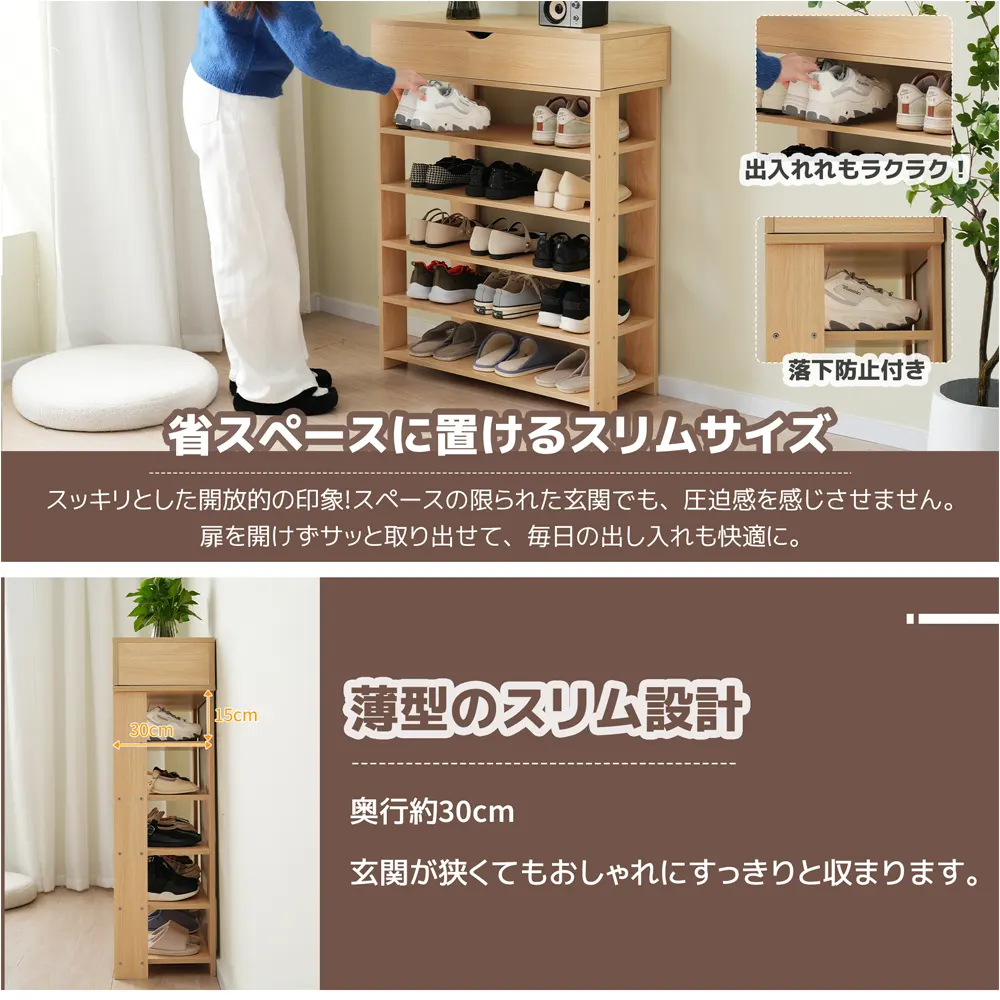 出入れれもラクラク！
落下防止付き
省スペースに置けるスリムサイズ
スッキリとした開放的の印象!スペースの限られた玄関でも、圧迫感を感じさせません。
扉を開けずサッと取り出せて、毎日の出し入れも快適に。
15cm
30cm
薄型のスリム設計
奥行約30cm
玄関が狭くてもおしゃれにすっきりと収まります。